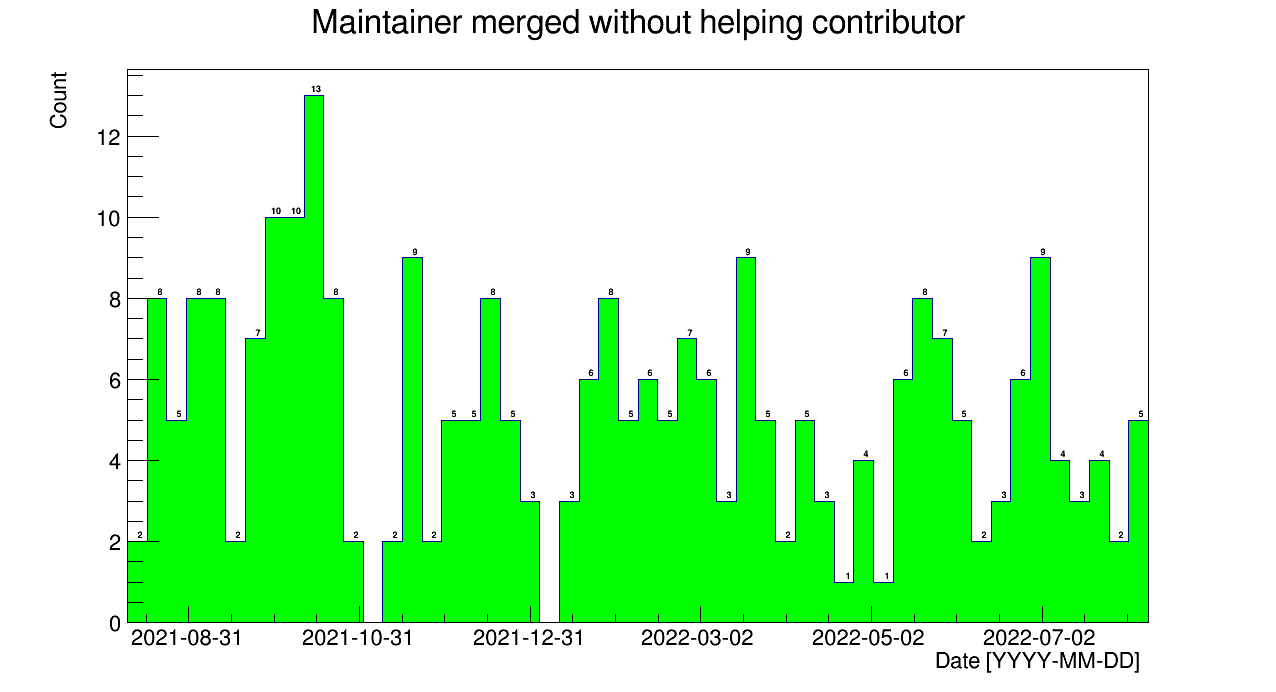 Maintainer merged without helping contributor
Count
13
12
10 10
10
9 9 9
8 8 8 8 8 8 8
8
7 7 7
6 6 6 6 6
6
5 5 5 5 5 5 5 5 5 5
4 4 4
4
3 3 3 3 3 3
2 2 2 2 2 2 2 2
2
1 1
0
2021-08-31 2021-10-31 2021-12-31 2022-03-02 2022-05-02 2022-07-02
Date [YYYY-MM-DD]